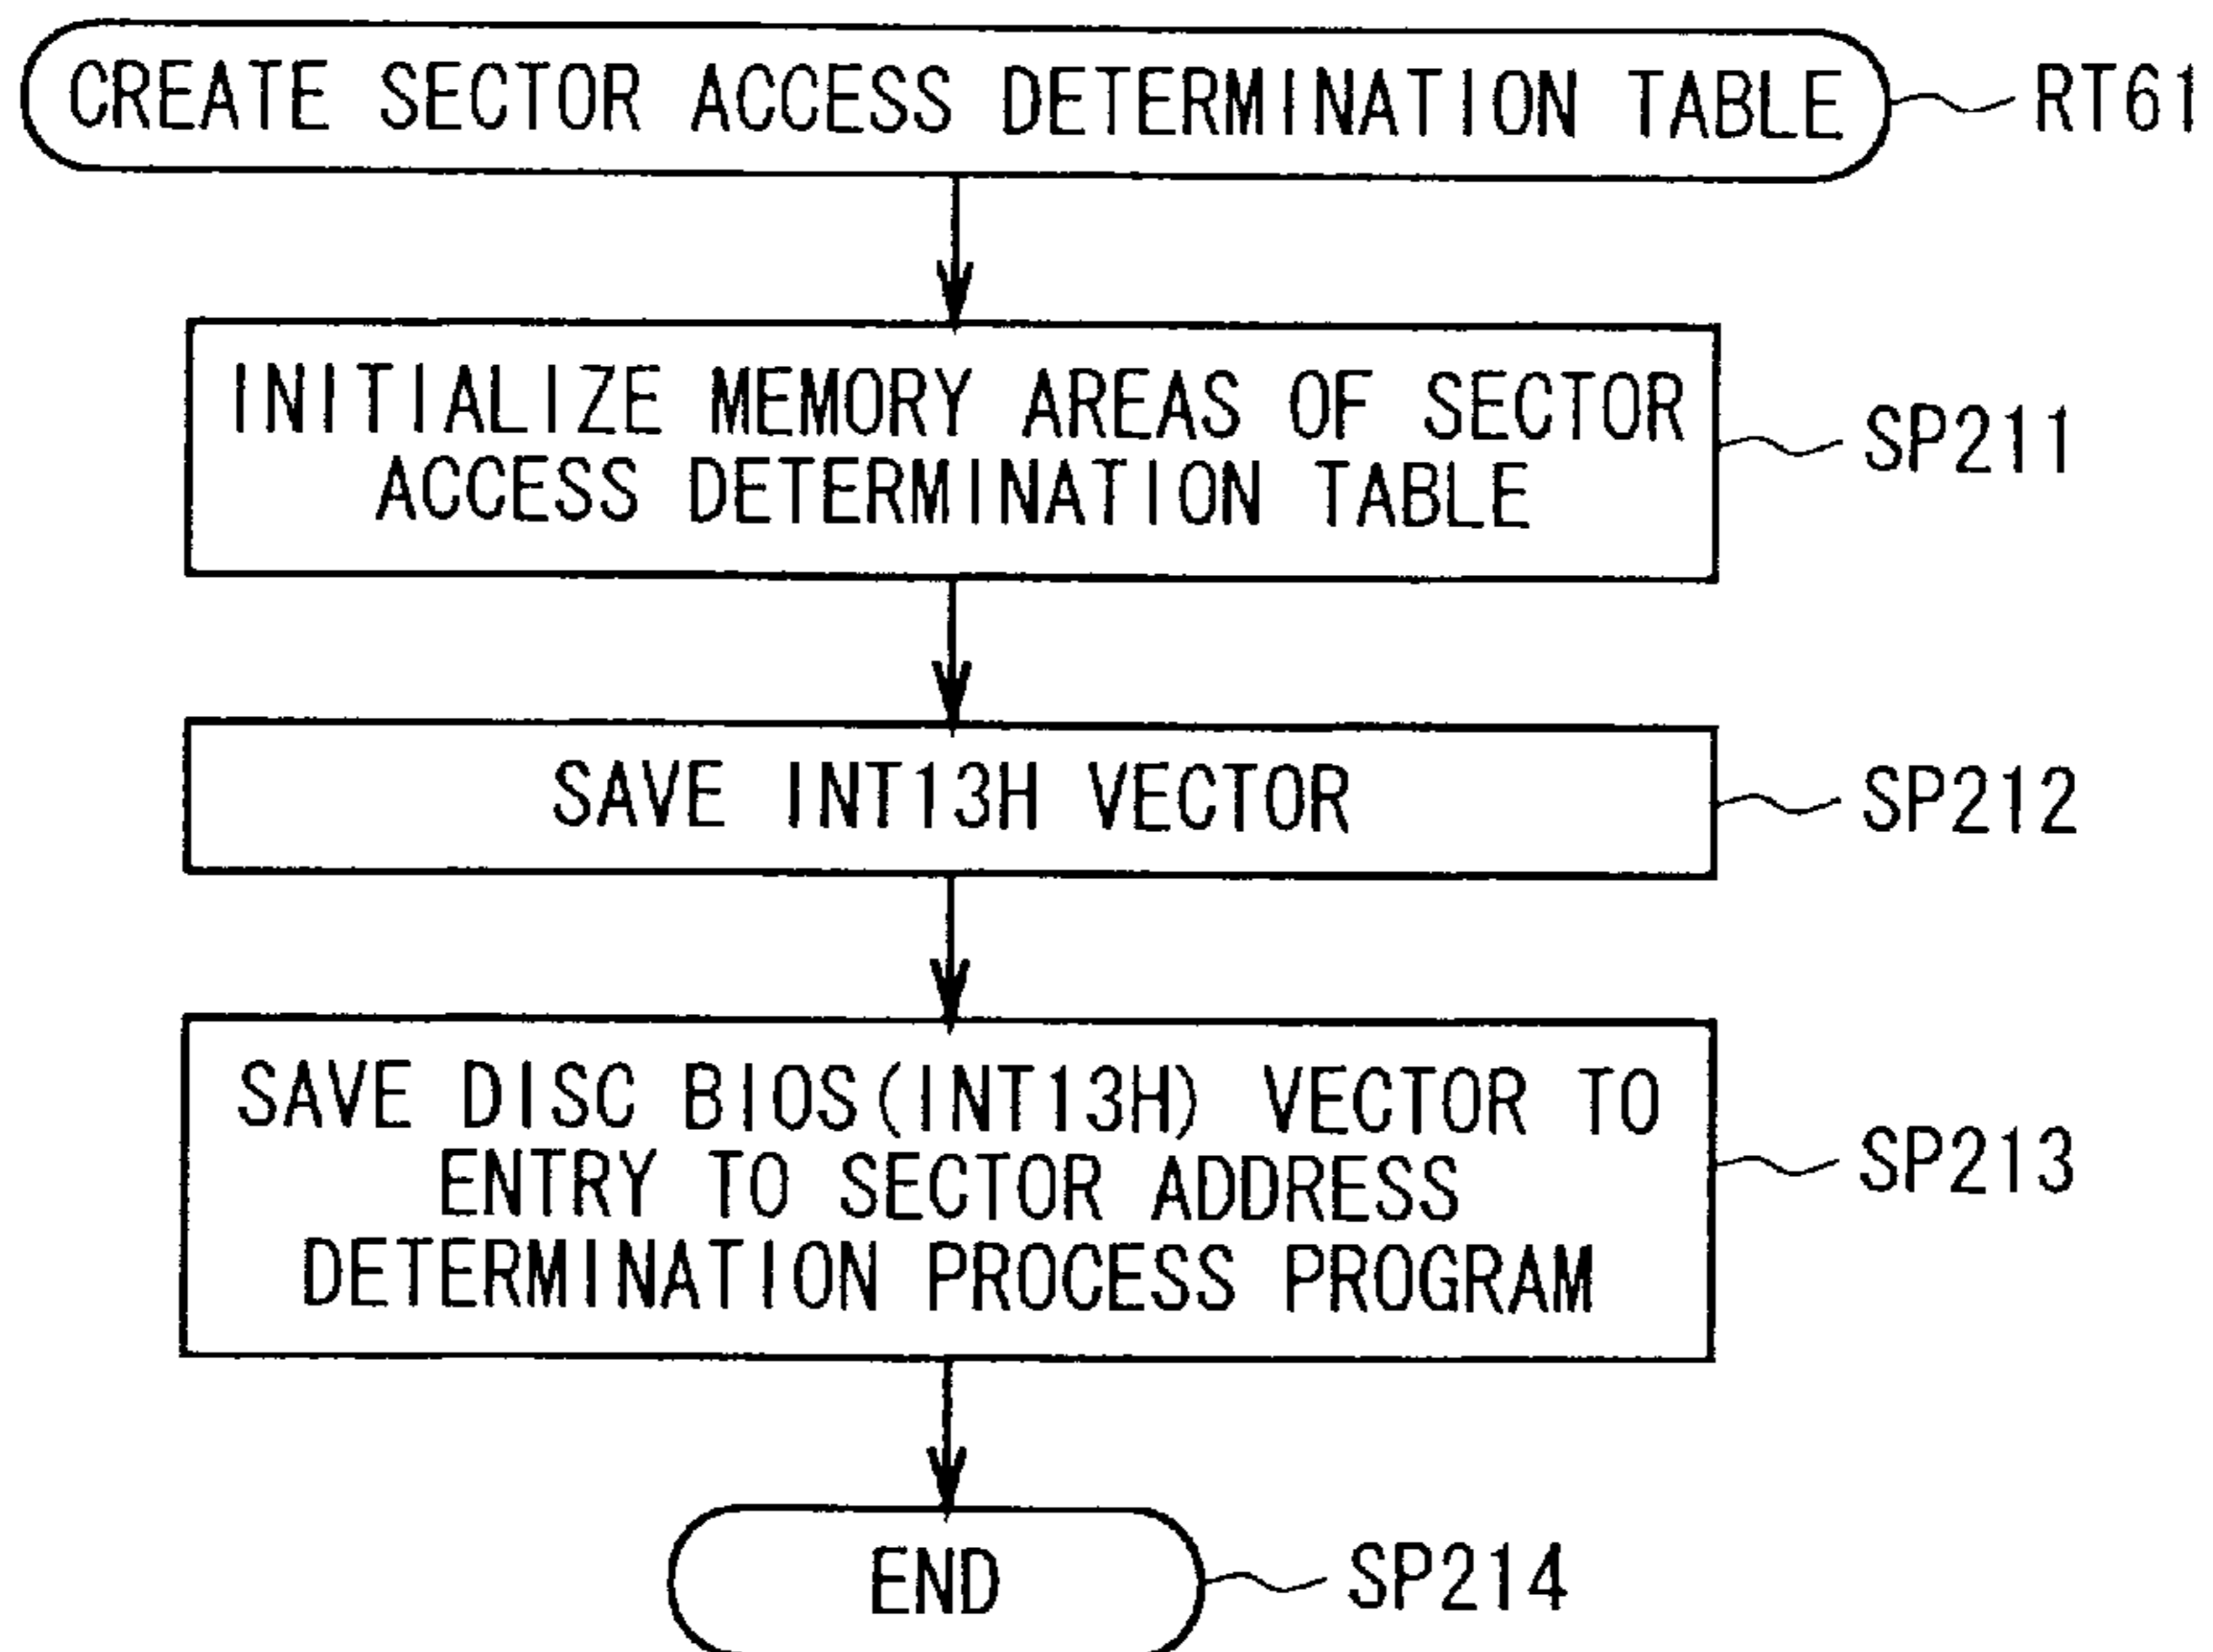 CREATE SECTOR ACCESS DETERMINATION TABLE
RT61
INITIALIZE MEMORY AREAS OF SECTOR
ACCESS DETERMINATION TABLE
SP211
SAVE INT13H VECTOR
SP212
SAVE DISC BIOS(INT13H) VECTOR TO
ENTRY TO SECTOR ADDRESS
DETERMINATION PROCESS PROGRAM
SP213
END
SP214